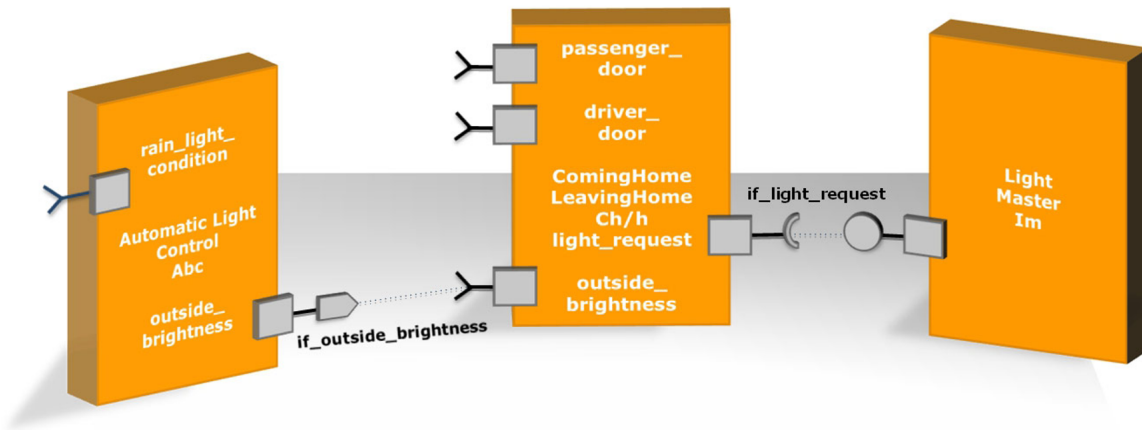 rain_light_
condition
Automatic Light
Control
Abc
outside_
brightness
if_outside_brightness
passenger_
door
driver_
door
ComingHome
LeavingHome
Ch/h
light_request
outside_
brightness
if_light_request
Light
Master
Im